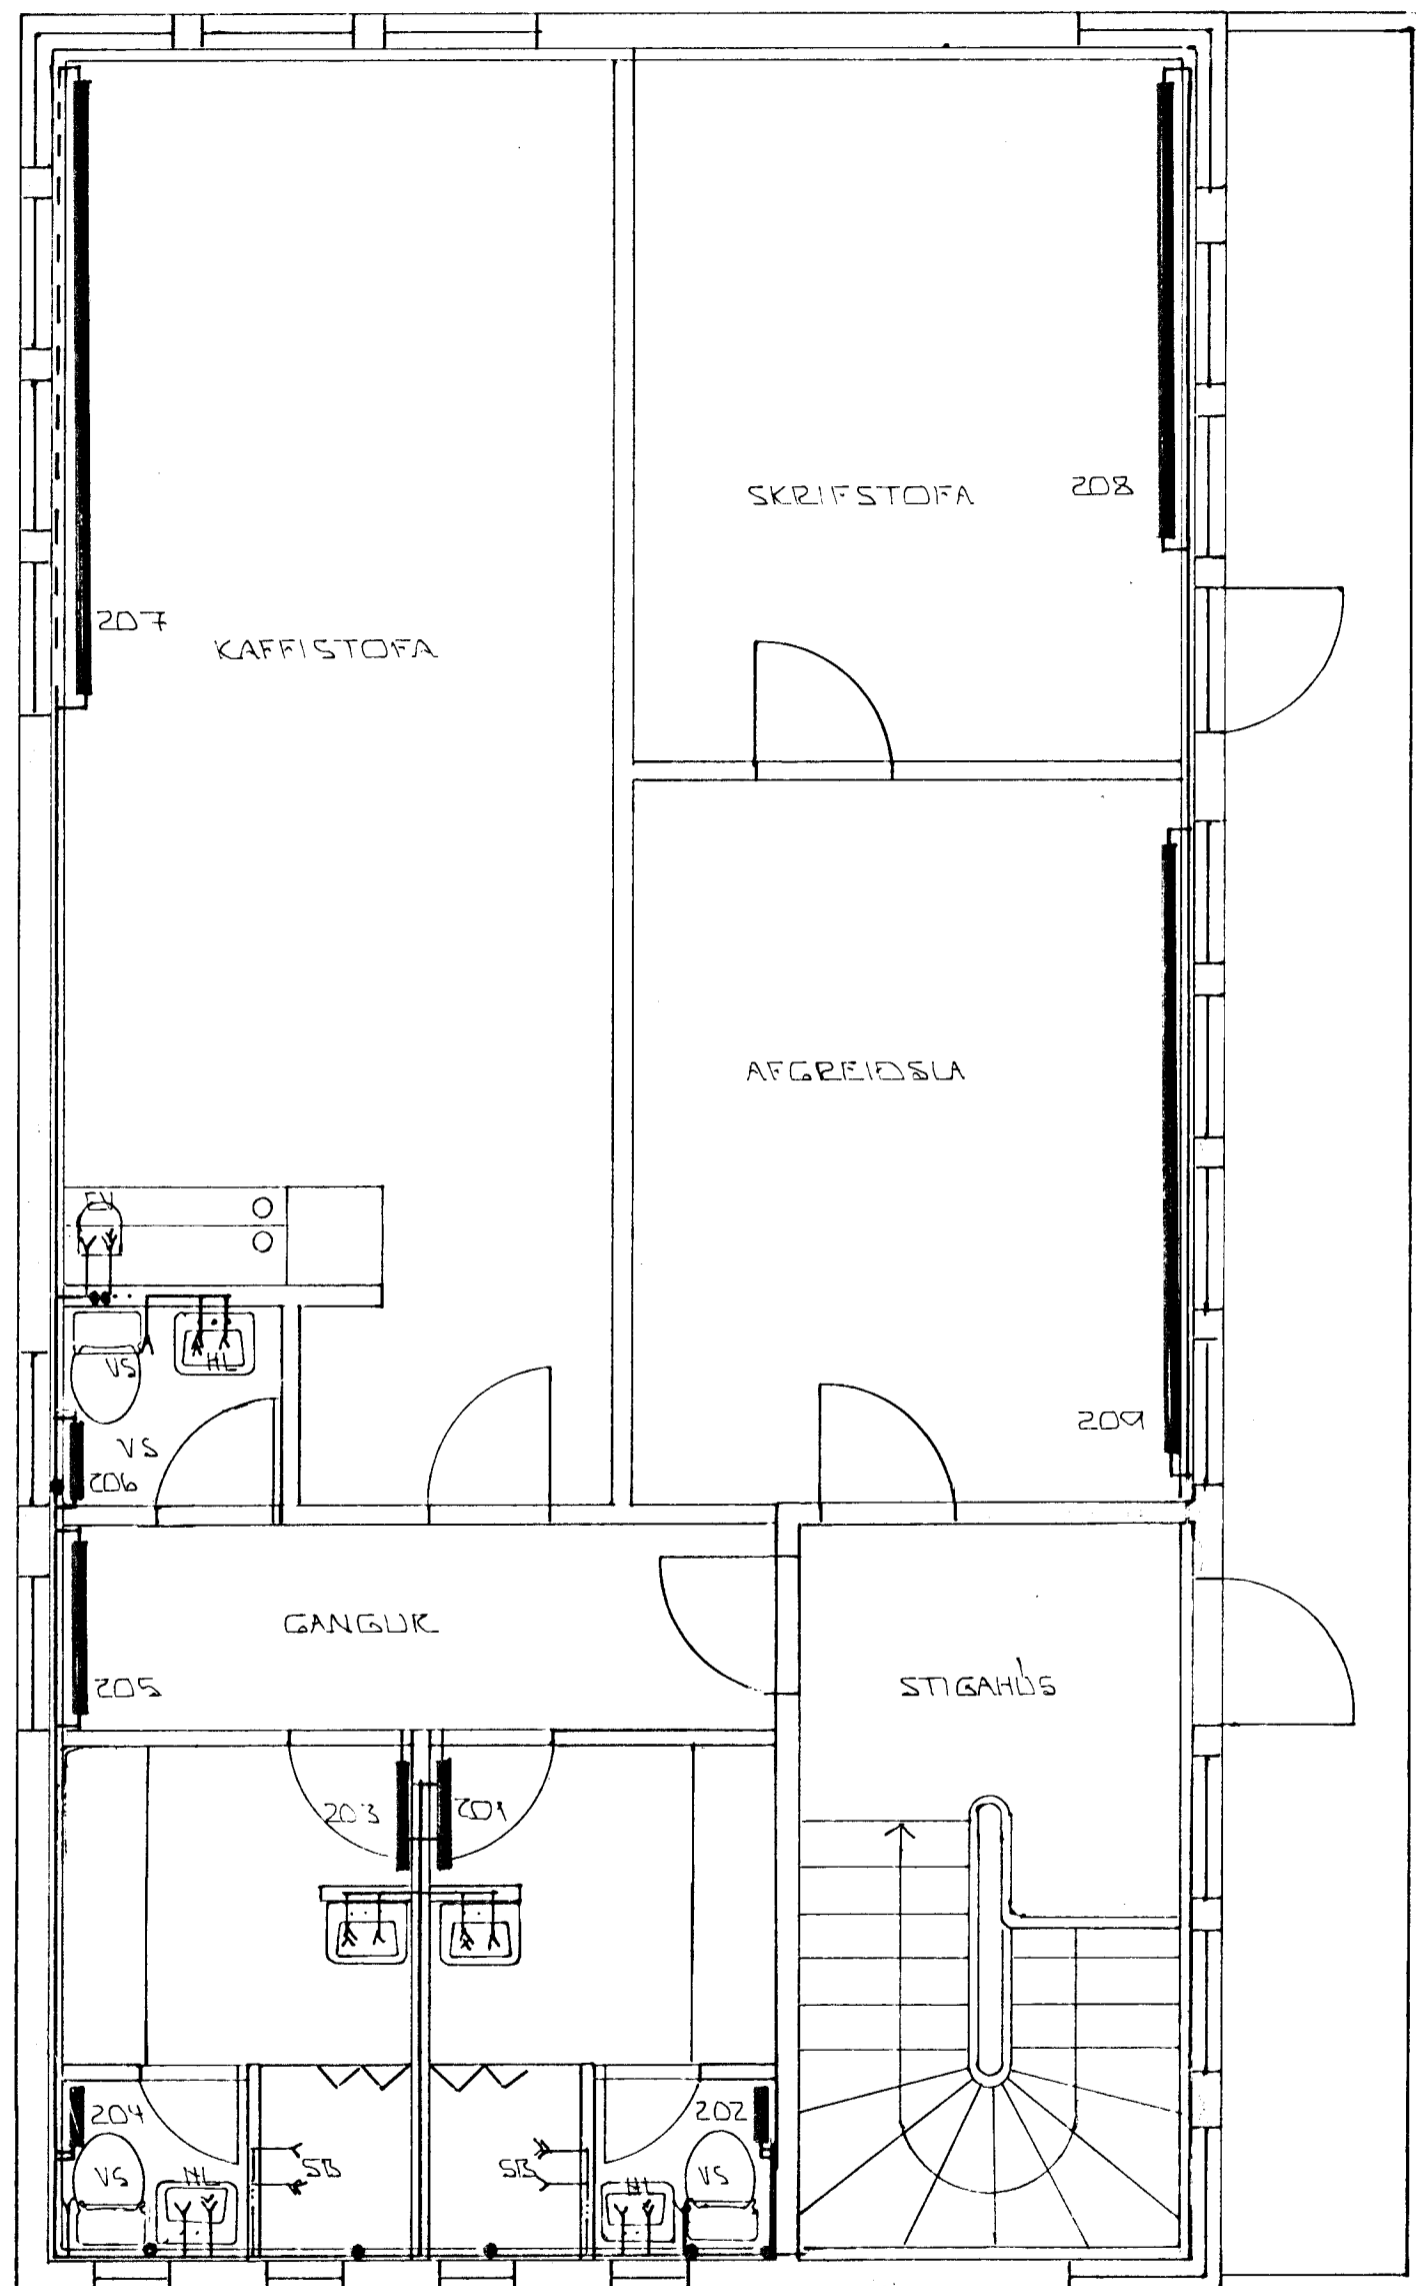 SKRIFSTOFA 208
207
KAFFISTOFA
AFGREIÐSLA
EV
VS HL
209
VS
206
GANGUR
205
STIGAHÚS
203 201
204 202
VS HL SB SB HL VS